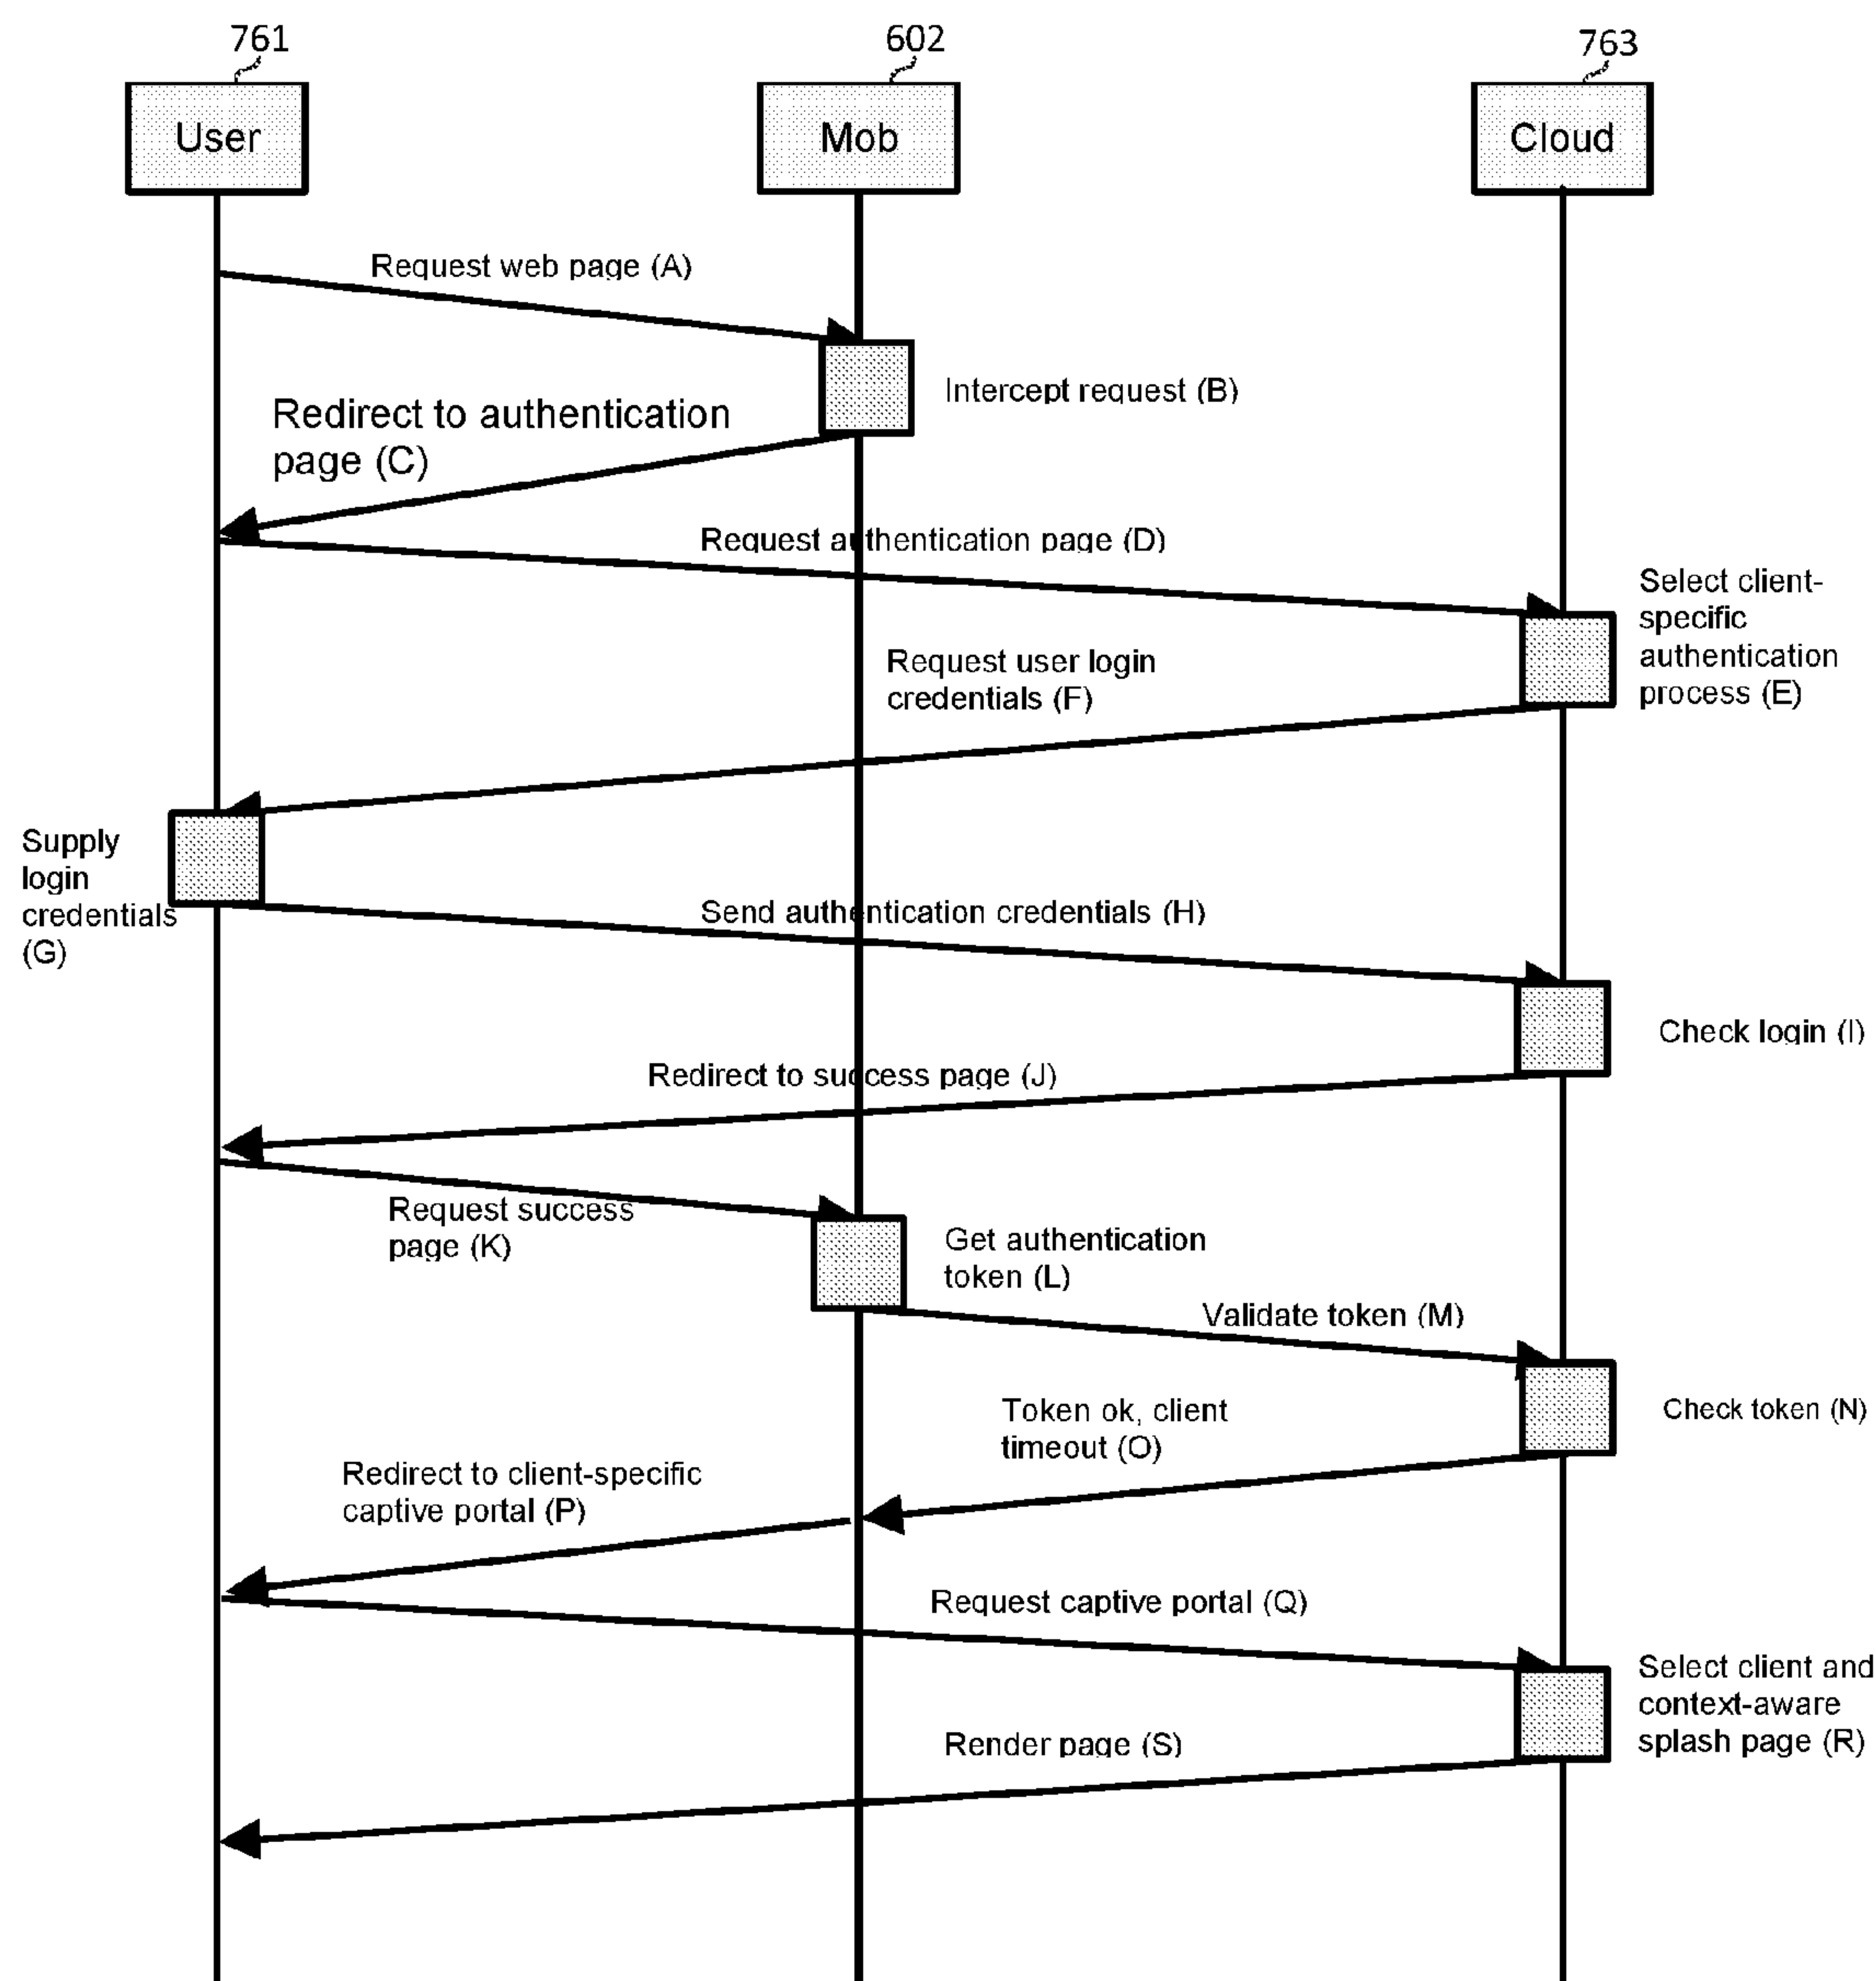 761
602
763
User
Mob
Cloud
Request web page (A)
Intercept request (B)
Redirect to authentication
page (C)
Request authentication page (D)
Select client-
specific
authentication
process (E)
Request user login
credentials (F)
Supply
login
credentials
(G)
Send authentication credentials (H)
Check login (I)
Redirect to success page (J)
Request success
page (K)
Get authentication
token (L)
Validate token (M)
Check token (N)
Token ok, client
timeout (O)
Redirect to client-specific
captive portal (P)
Request captive portal (Q)
Select client and
context-aware
splash page (R)
Render page (S)